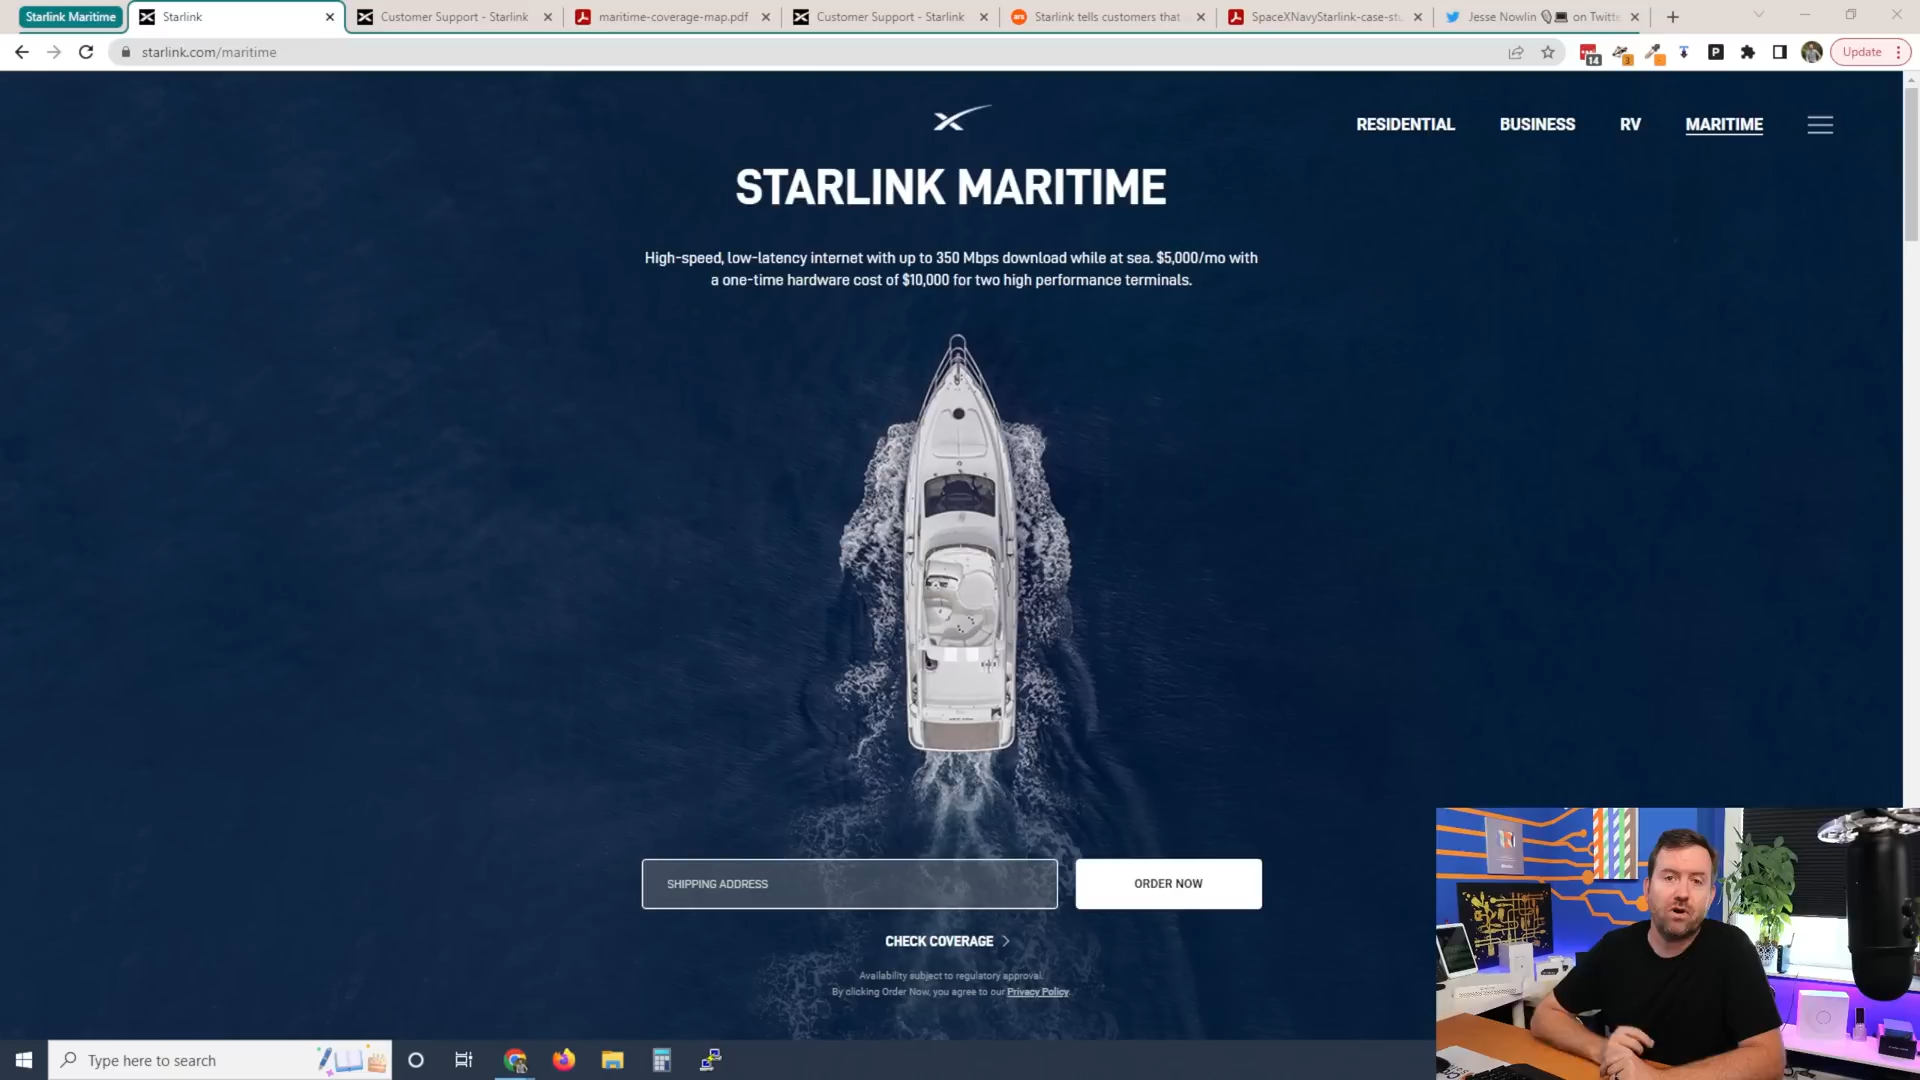 Starlink Maritime
Starlink
Customer Support - Starlink
maritime-coverage-map.pdf
Customer Support - Starlink
Starlink tells customers that
SpaceXNavyStarlink-case-stu
Jesse Nowlin on Twitte
starlink.com/maritime
14
3
P
Update
RESIDENTIAL
BUSINESS
RV
MARITIME
STARLINK MARITIME
High-speed, low-latency internet with up to 350 Mbps download while at sea. $5,000/mo with
a one-time hardware cost of $10,000 for two high performance terminals.
SHIPPING ADDRESS
ORDER NOW
CHECK COVERAGE
Availability subject to regulatory approval.
By clicking Order Now, you agree to our Privacy Policy.
Type here to search